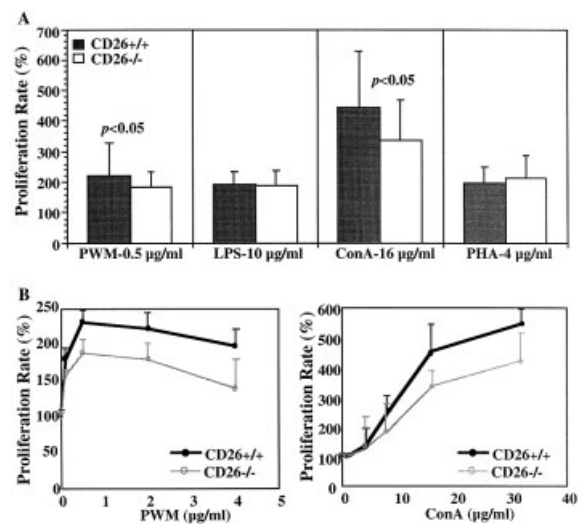 A
Proliferation Rate (%)
700
600
500
400
300
200
100
0
CD26+/+
CD26-/-
p<0.05
p<0.05
PWM-0.5 µg/ml
LPS-10 µg/ml
ConA-16 µg/ml
PHA-4 µg/ml
B
Proliferation Rate (%)
250
200
150
100
50
0
CD26+/+
CD26-/-
0 1 2 3 4 5
PWM (µg/ml)
Proliferation Rate (%)
600
500
400
300
200
100
0
CD26+/+
CD26-/-
0 10 20 30 40
ConA (µg/ml)